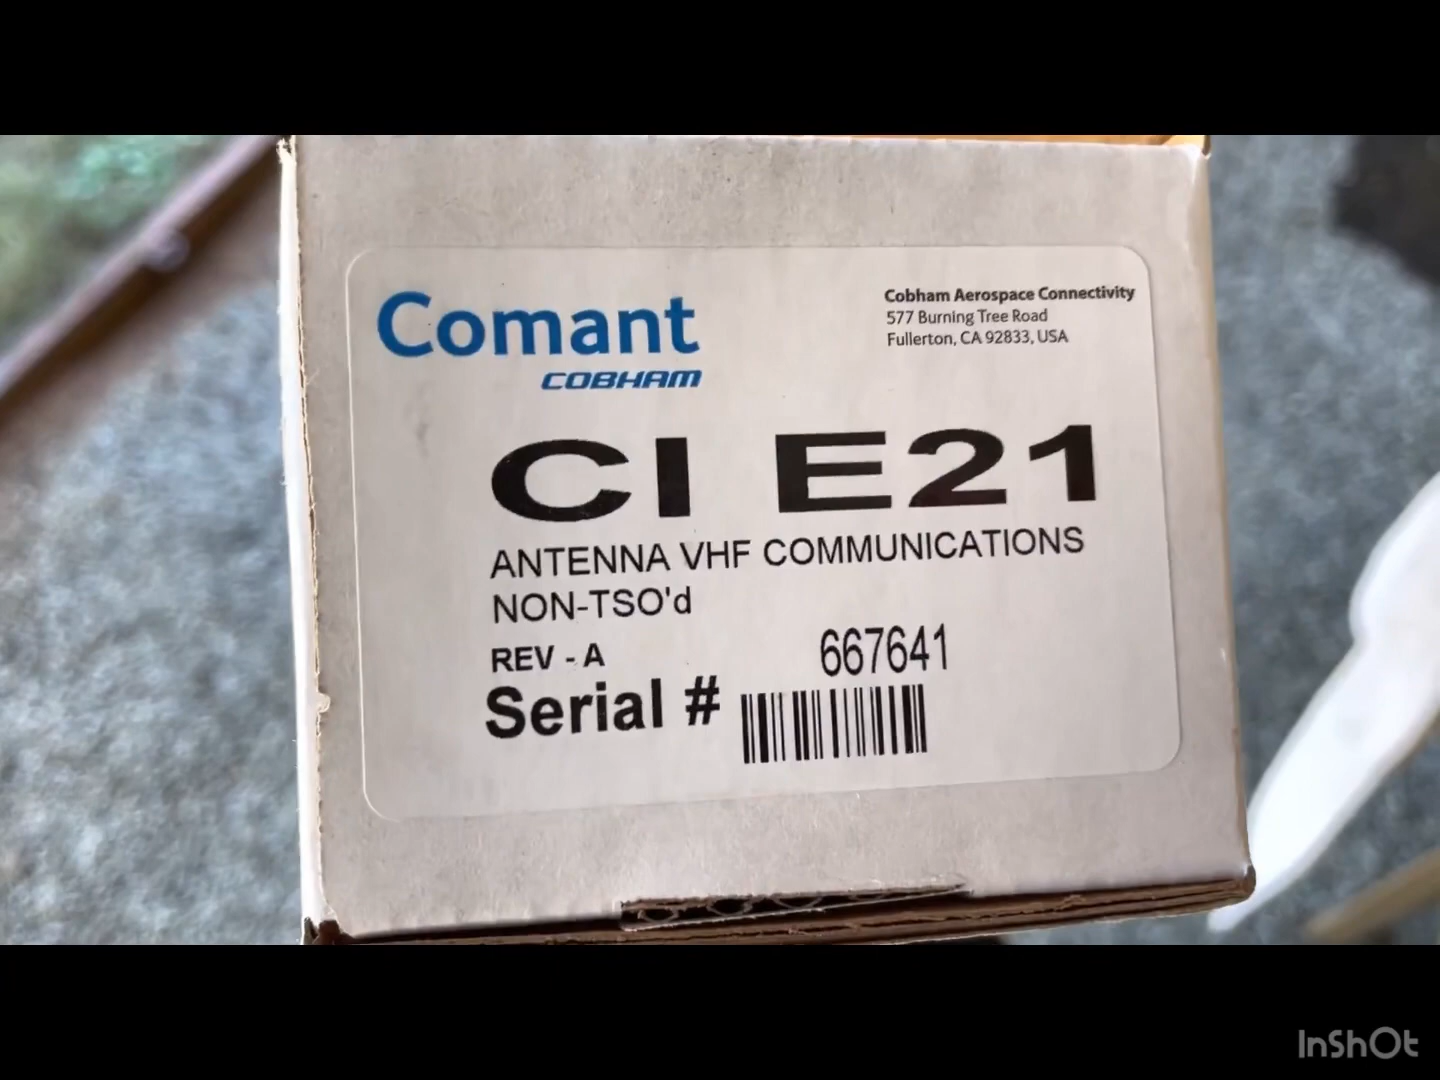 Comant
COBHAM
Cobham Aerospace Connectivity
577 Burning Tree Road
Fullerton, CA 92833, USA
CI E21
ANTENNA VHF COMMUNICATIONS
NON-TSO'd
REV - A
667641
Serial #
InShOt